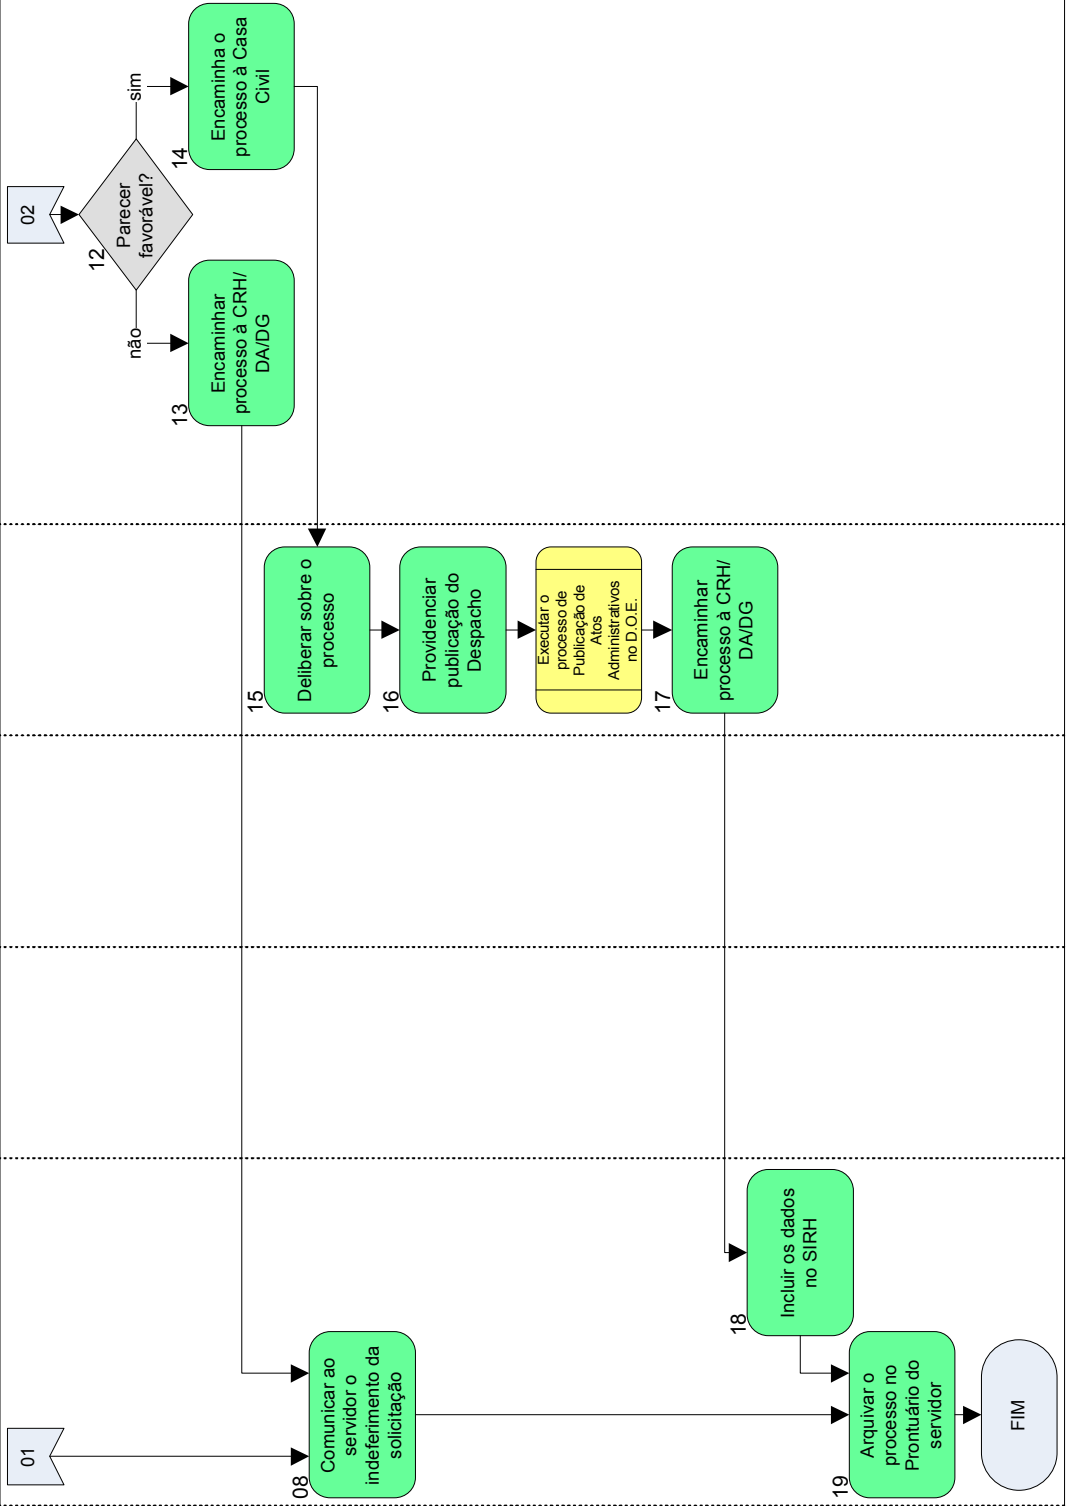 01
08
Comunicar ao
servidor o
indeferimento da
solicitação
19
Arquivar o
processo no
Prontuário do
servidor
FIM
18
Incluir os dados
no SIRH
15
Deliberar sobre o
processo
16
Providenciar
publicação do
Despacho
Executar o
processo de
Publicação de
Atos
Administrativos
no D.O.E.
17
Encaminhar
processo à CRH/
DA/DG
02
12
Parecer
favorável?
não
sim
13
Encaminhar
processo à CRH/
DA/DG
14
Encaminha o
processo à Casa
Civil